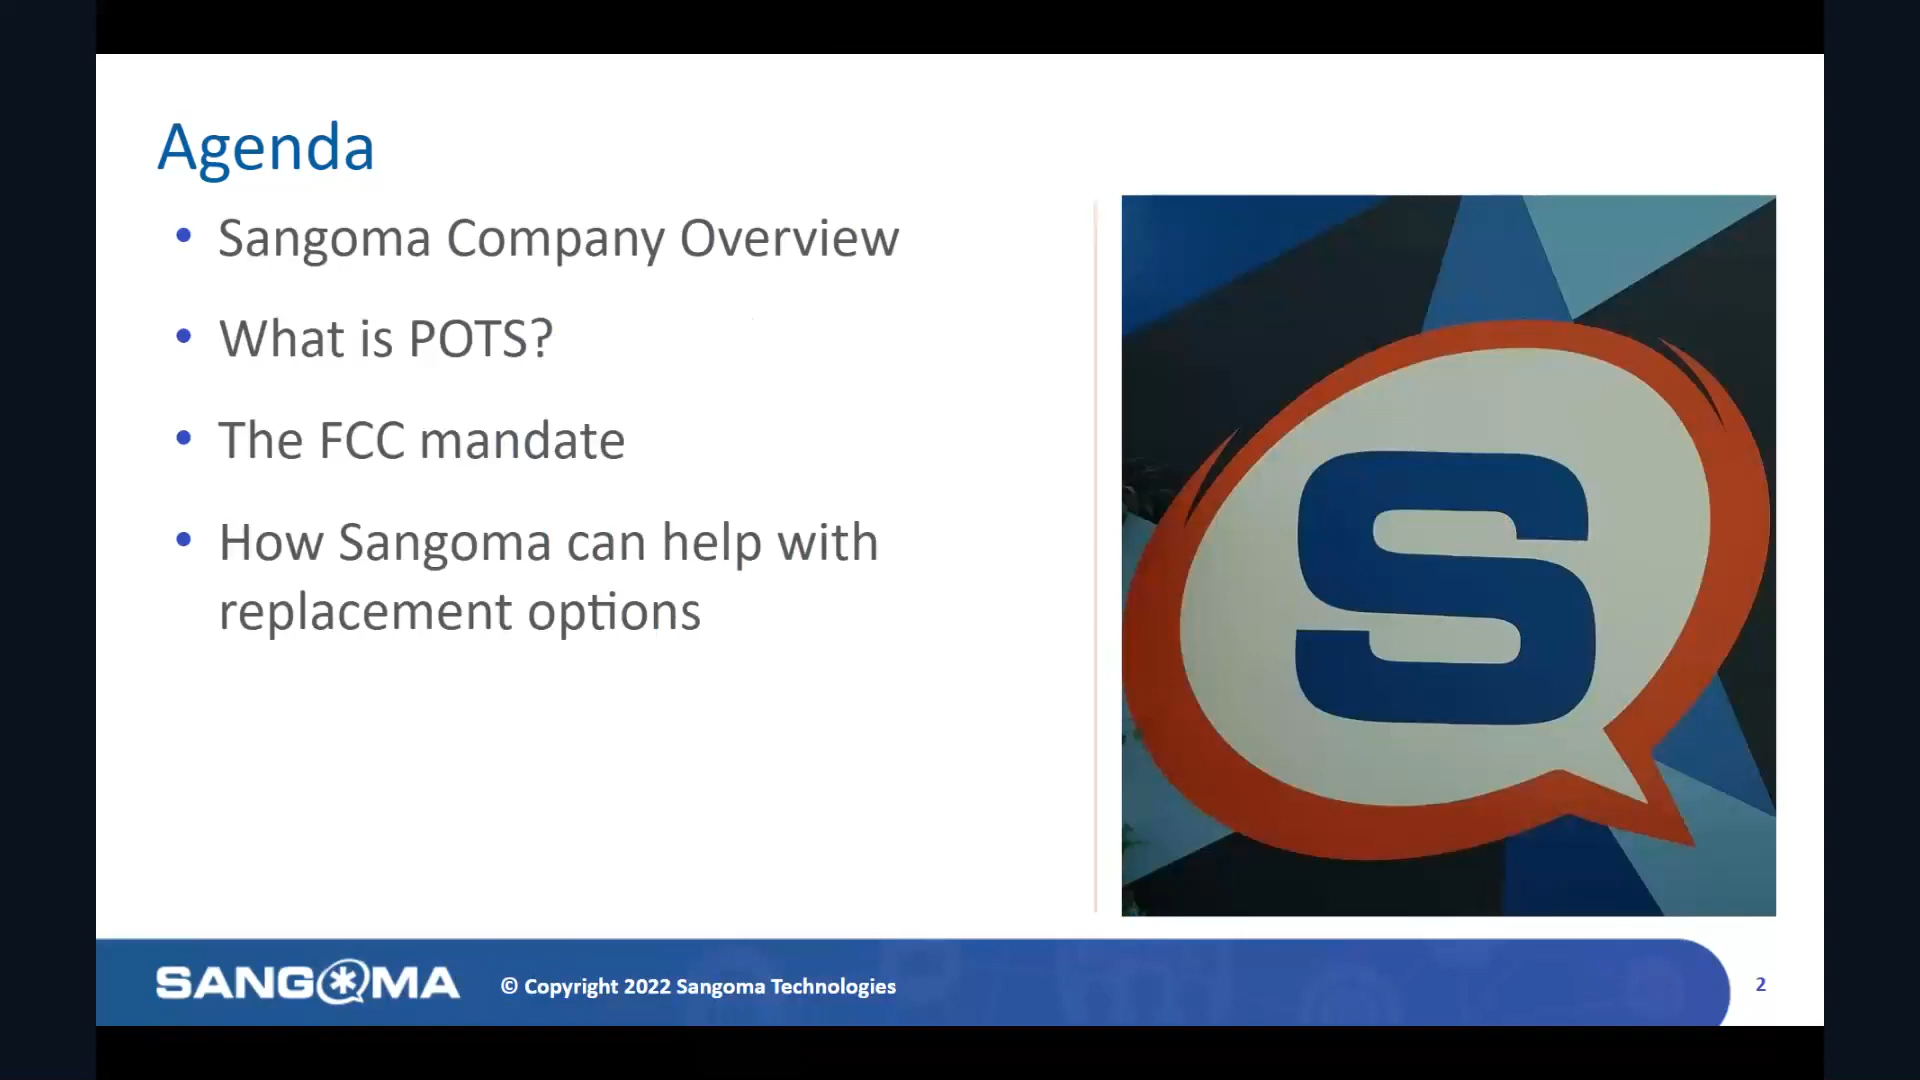 Agenda
• Sangoma Company Overview
• What is POTS?
• The FCC mandate
• How Sangoma can help with
replacement options
S
SANGOMA
© Copyright 2022 Sangoma Technologies
2